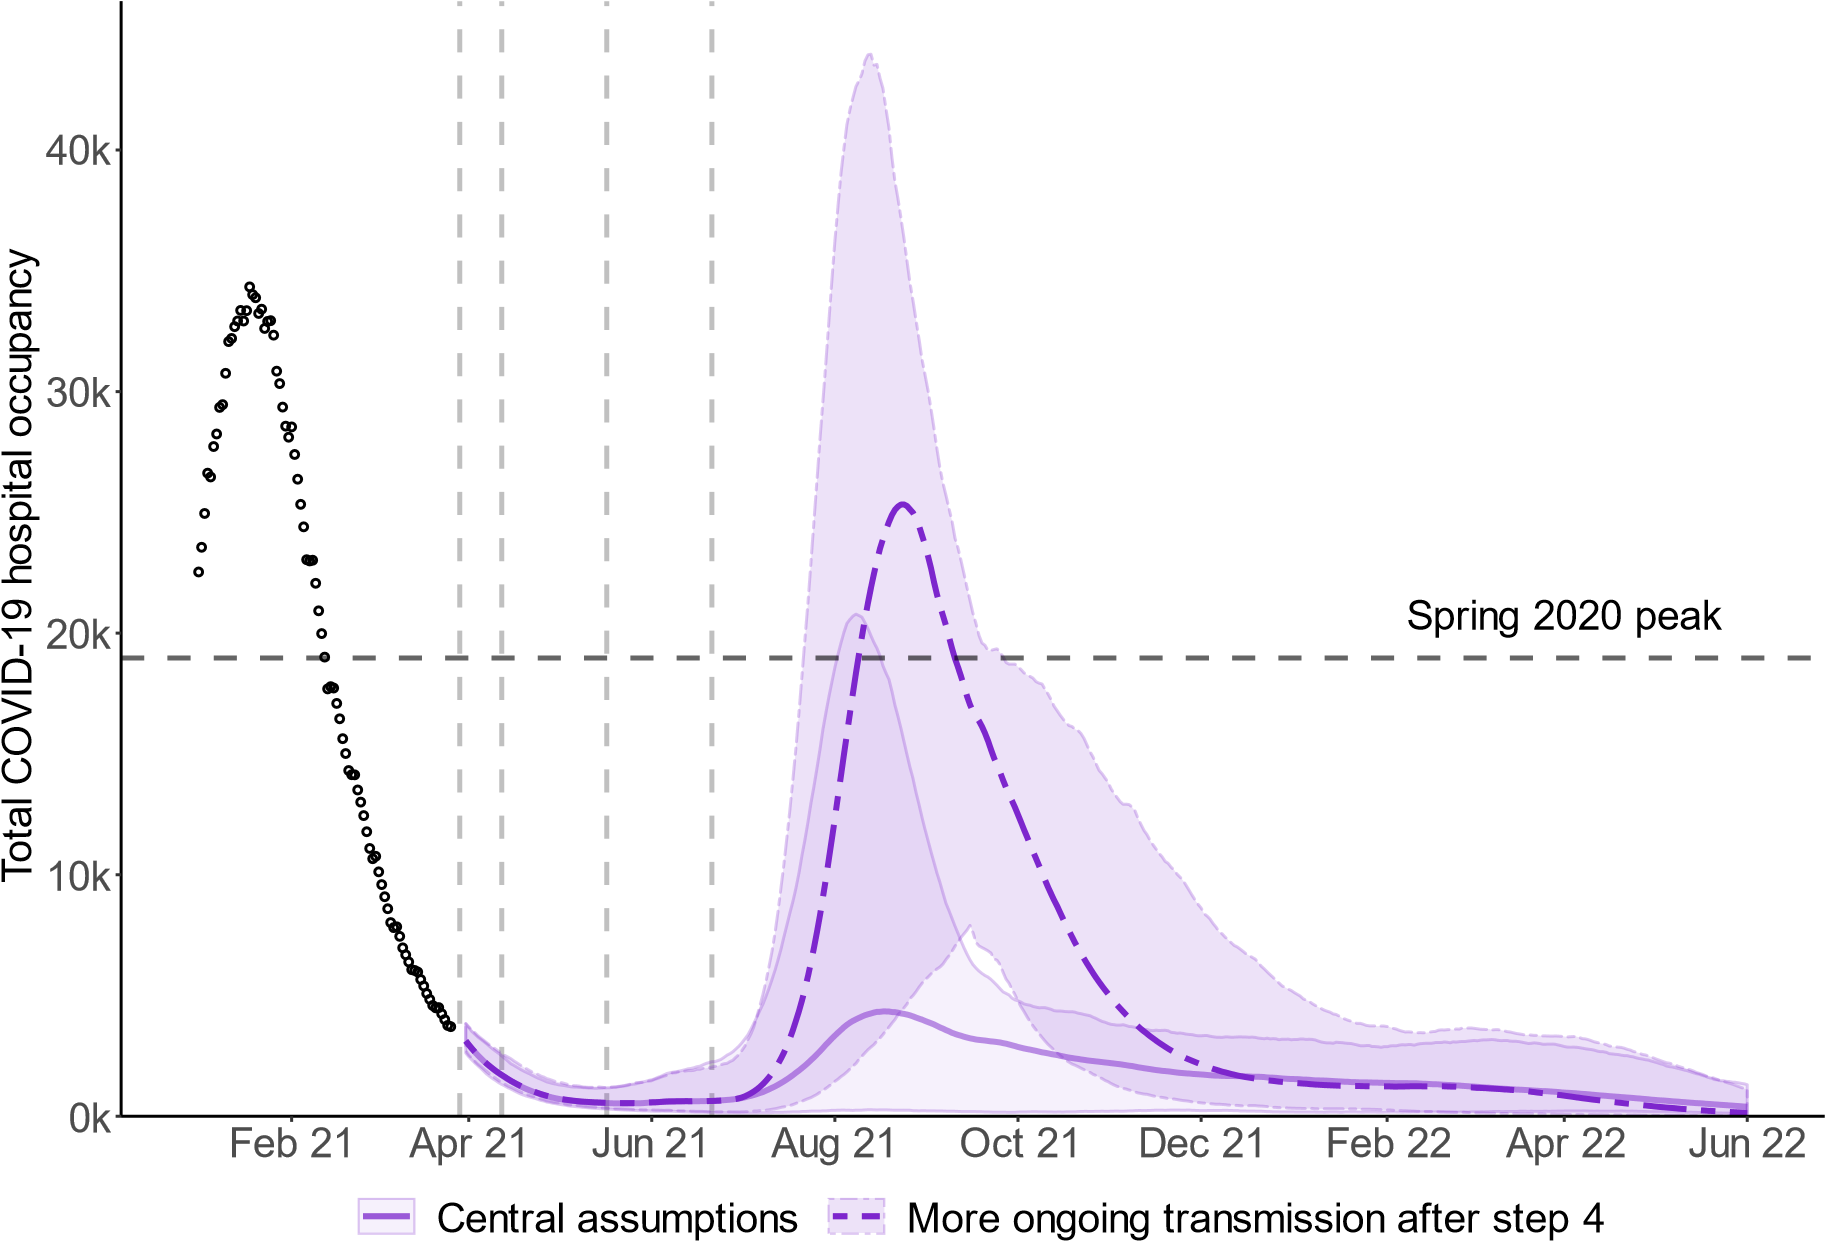 Total COVID-19 hospital occupancy
40k
30k
20k
10k
0k
Spring 2020 peak
Feb 21
Apr 21
Jun 21
Aug 21
Oct 21
Dec 21
Feb 22
Apr 22
Jun 22
Central assumptions
More ongoing transmission after step 4